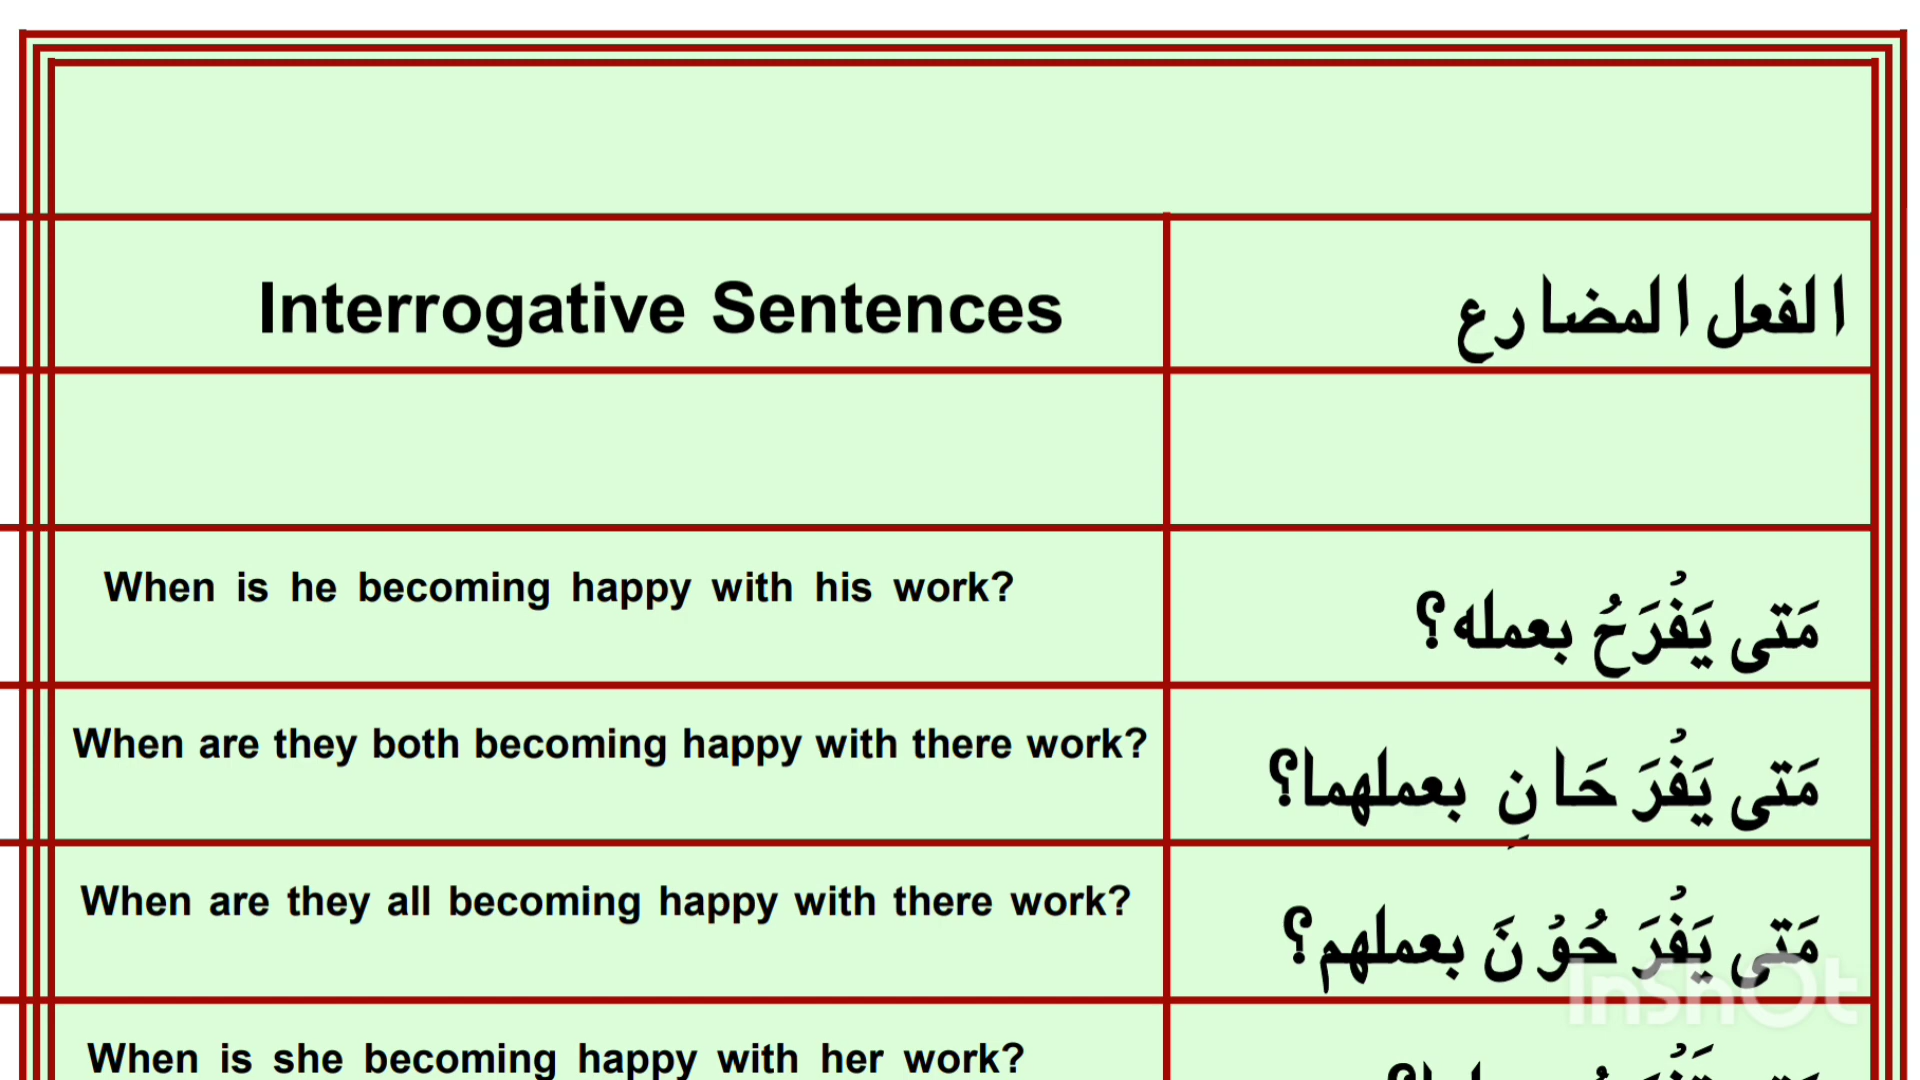 Interrogative Sentences
الفعل المضارع
When is he becoming happy with his work?
مَتى يَفُرَحُ بعمله؟
When are they both becoming happy with there work?
مَتى يَفُرَحَانِ بعملهما؟
When are they all becoming happy with there work?
مَتى يَفُرَحُوُنَ بعملهم؟
InShOt
When is she becoming happy with her work?